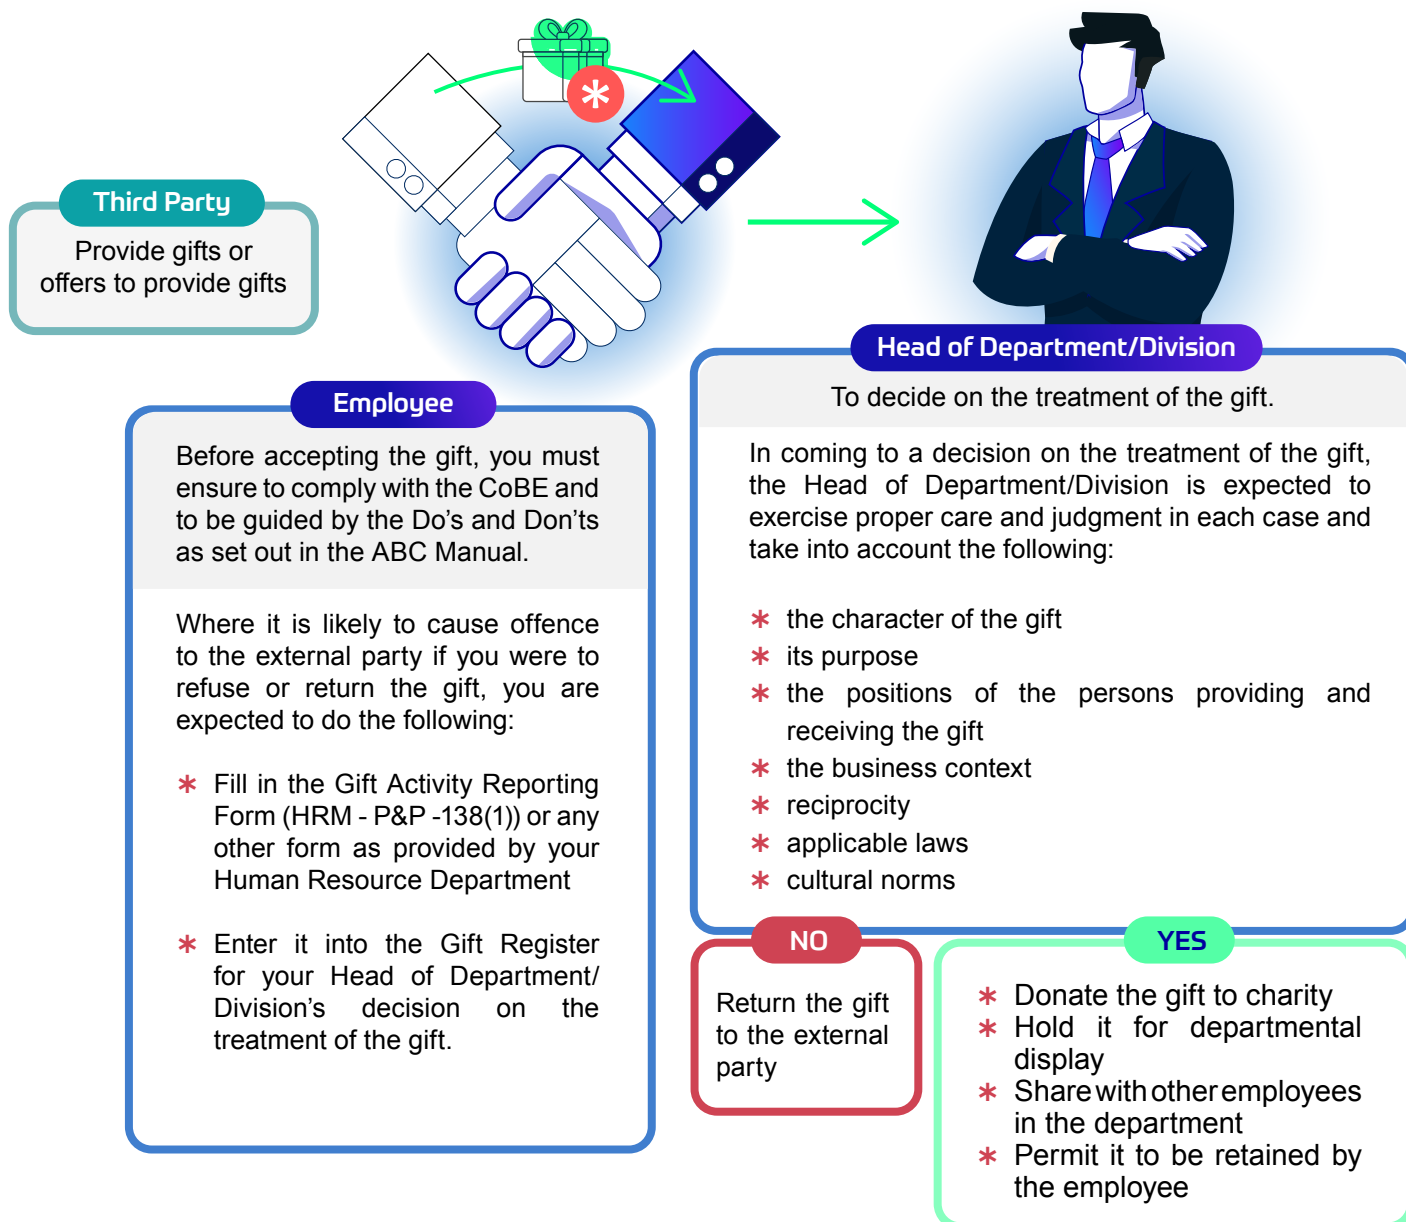 Third Party
Provide gifts or
offers to provide gifts
Employee
Before accepting the gift, you must
ensure to comply with the CoBE and
to be guided by the Do’s and Don’ts
as set out in the ABC Manual.
Where it is likely to cause offence
to the external party if you were to
refuse or return the gift, you are
expected to do the following:
* Fill in the Gift Activity Reporting
Form (HRM - P&P -138(1)) or any
other form as provided by your
Human Resource Department
* Enter it into the Gift Register
for your Head of Department/
Division’s decision on the
treatment of the gift.
Head of Department/Division
To decide on the treatment of the gift.
In coming to a decision on the treatment of the gift,
the Head of Department/Division is expected to
exercise proper care and judgment in each case and
take into account the following:
* the character of the gift
* its purpose
* the positions of the persons providing and
receiving the gift
* the business context
* reciprocity
* applicable laws
* cultural norms
NO
Return the gift
to the external
party
YES
* Donate the gift to charity
* Hold it for departmental
display
* Share with other employees
in the department
* Permit it to be retained by
the employee